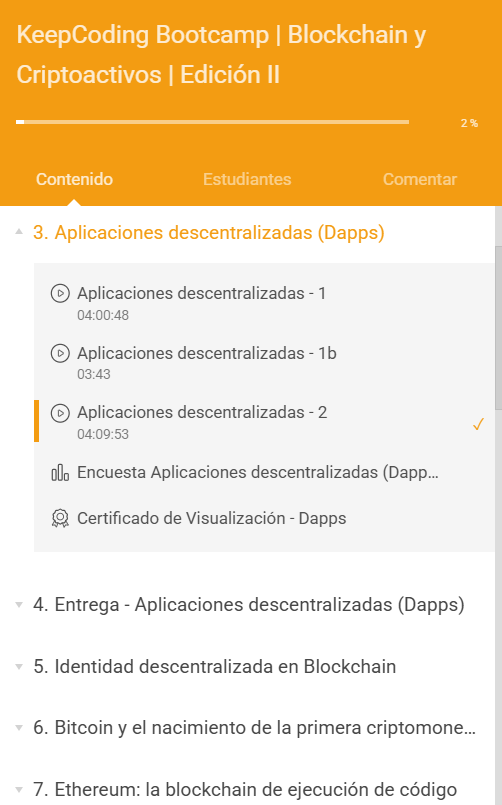 KeepCoding Bootcamp | Blockchain y
Criptoactivos | Edición II
2 %
Contenido Estudiantes Comentar
3. Aplicaciones descentralizadas (Dapps)
Aplicaciones descentralizadas - 1
04:00:48
Aplicaciones descentralizadas - 1b
03:43
Aplicaciones descentralizadas - 2
04:09:53
Encuesta Aplicaciones descentralizadas (Dapp...
Certificado de Visualización - Dapps
4. Entrega - Aplicaciones descentralizadas (Dapps)
5. Identidad descentralizada en Blockchain
6. Bitcoin y el nacimiento de la primera criptomone...
7. Ethereum: la blockchain de ejecución de código